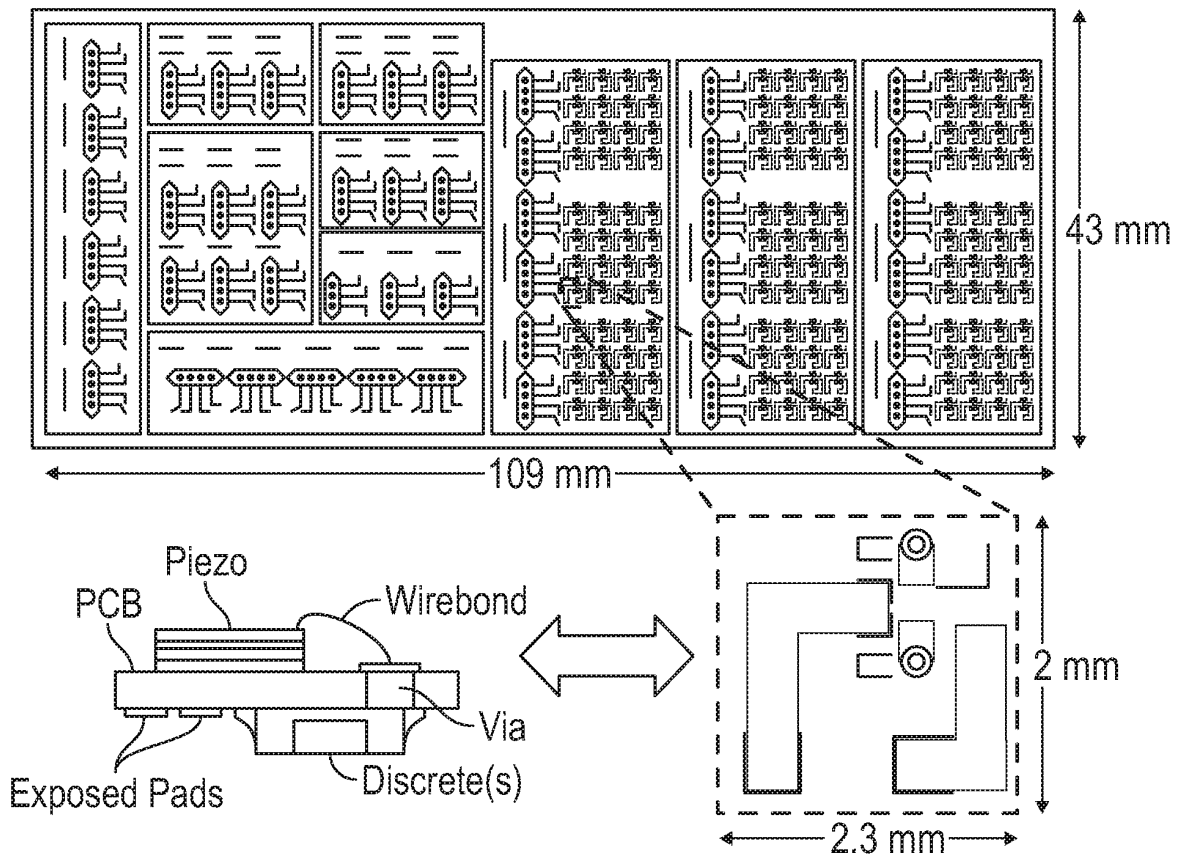 43 mm
109 mm
Piezo
PCB
Wirebond
Via
Exposed Pads
Discrete(s)
2 mm
2.3 mm